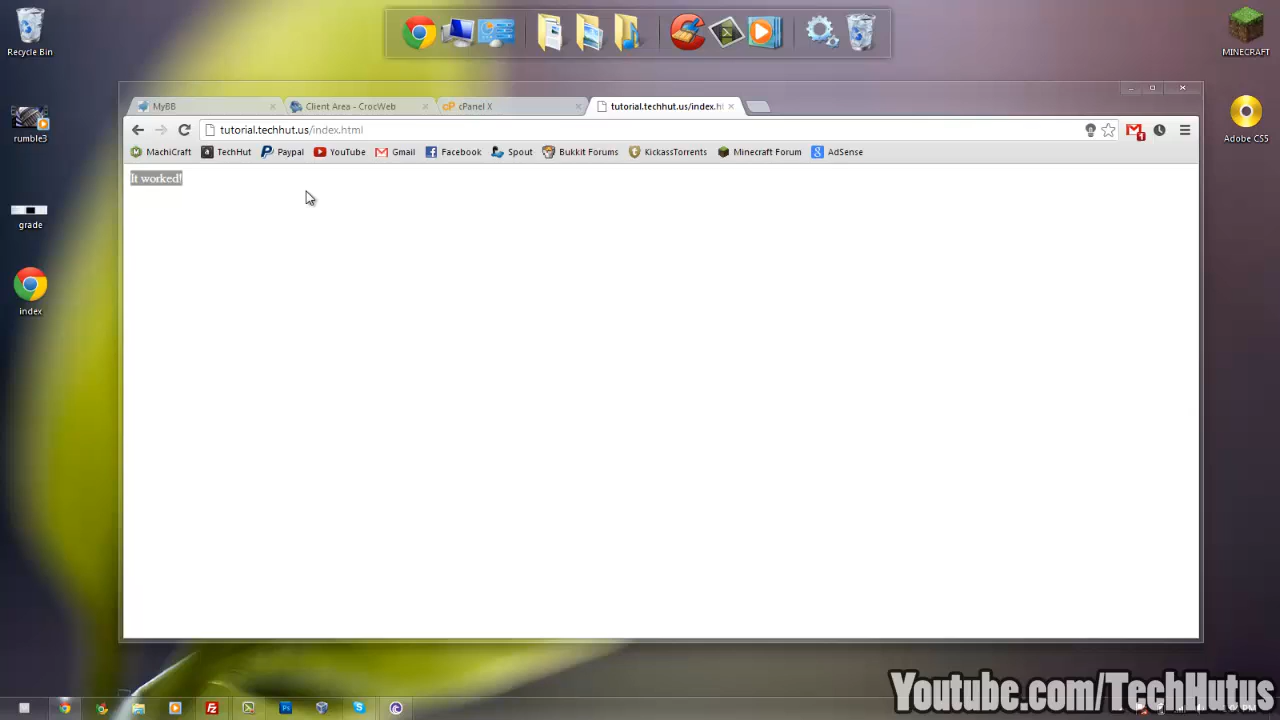 Recycle Bin
MINECRAFT
MyBB
Client Area - CrocWeb
cP cPanel X
tutorial.techhut.us/index.ht
tutorial.techhut.us/index.html
MachiCraft
TechHut
Paypal
YouTube
Gmail
Facebook
Spout
Bukkit Forums
KickassTorrents
Minecraft Forum
AdSense
rumble3
Adobe CS5
It worked!
grade
index
Youtube.com/TechHutus